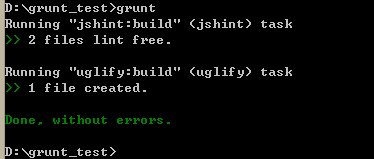 D:\grunt_test>grunt
Running "jshint:build" (jshint) task
>> 2 files lint free.
Running "uglify:build" (uglify) task
>> 1 file created.
Done, without errors.
D:\grunt_test>